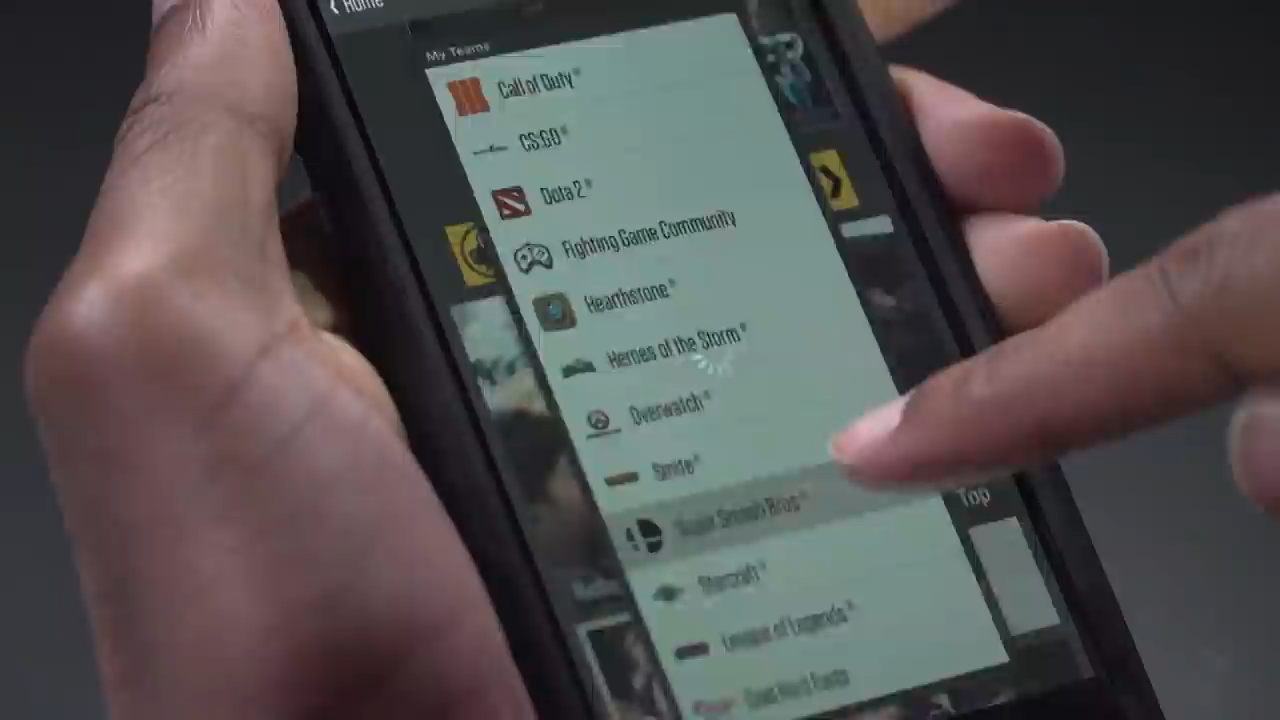 Home
My Teams
Call of Duty®
CS:GO®
Dota 2®
Fighting Game Community
Hearthstone®
Heroes of the Storm®
Overwatch®
Smite®
Super Smash Bros®
Starcraft®
League of Legends®
Top